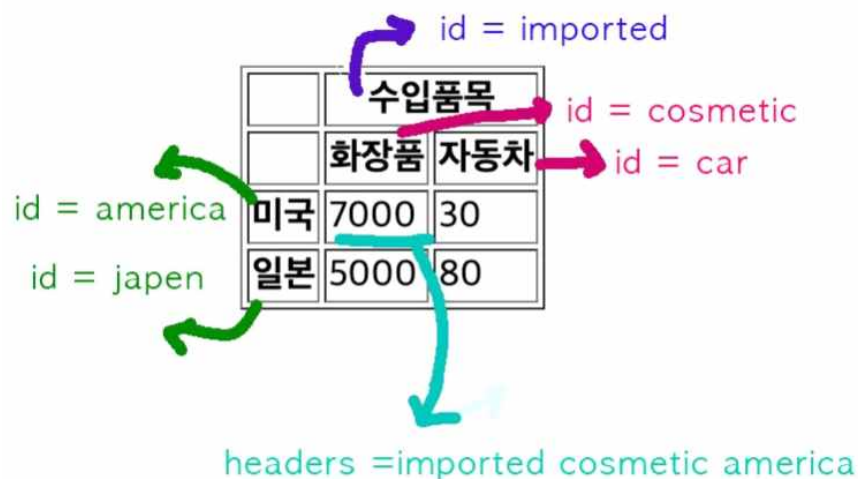 id = imported
수입품목
id = cosmetic
화장품 자동차
id = car
id = america
미국 7000 30
id = japen
일본 5000 80
headers =imported cosmetic america